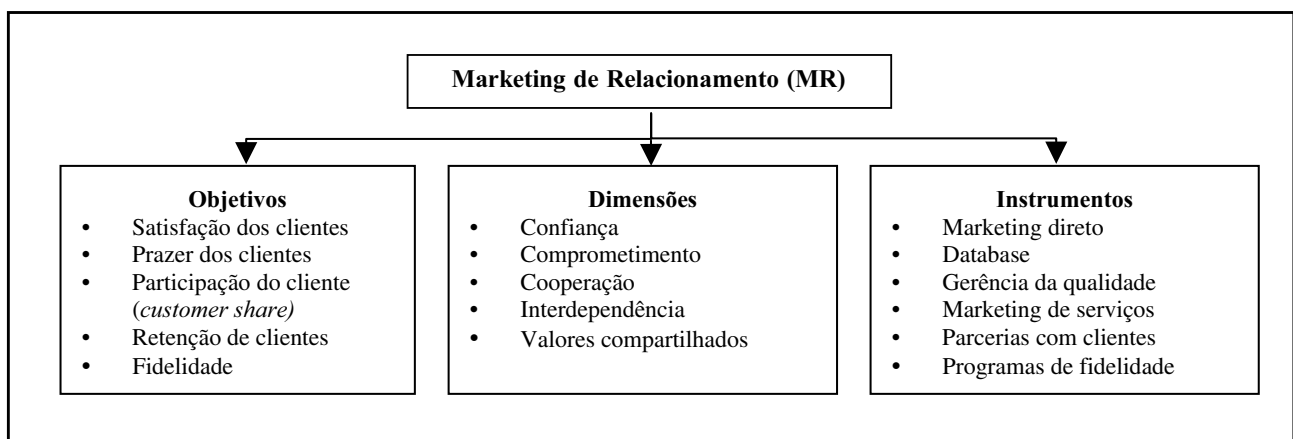 Marketing de Relacionamento (MR)
Objetivos
• Satisfação dos clientes
• Prazer dos clientes
• Participação do cliente
(customer share)
• Retenção de clientes
• Fidelidade
Dimensões
• Confiança
• Comprometimento
• Cooperação
• Interdependência
• Valores compartilhados
Instrumentos
• Marketing direto
• Database
• Gerência da qualidade
• Marketing de serviços
• Parcerias com clientes
• Programas de fidelidade